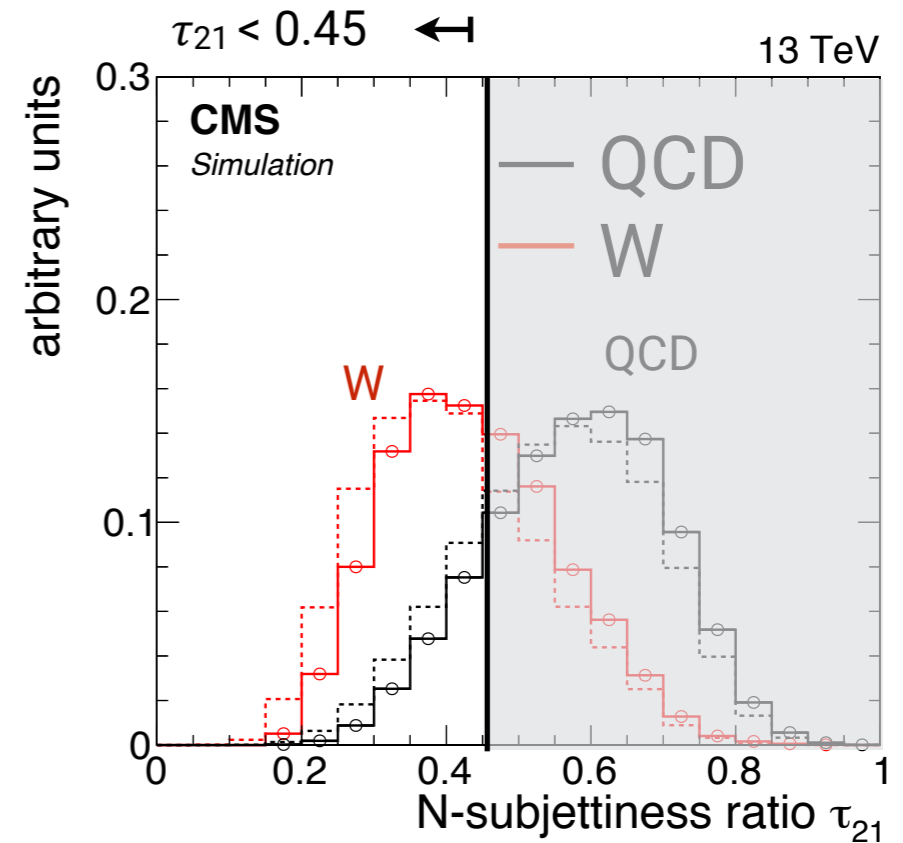 τ21 < 0.45
13 TeV
arbitrary units
0.3
0.2
0.1
0
CMS
Simulation
QCD
W
QCD
W
0 0.2 0.4 0.6 0.8 1
N-subjettiness ratio τ21